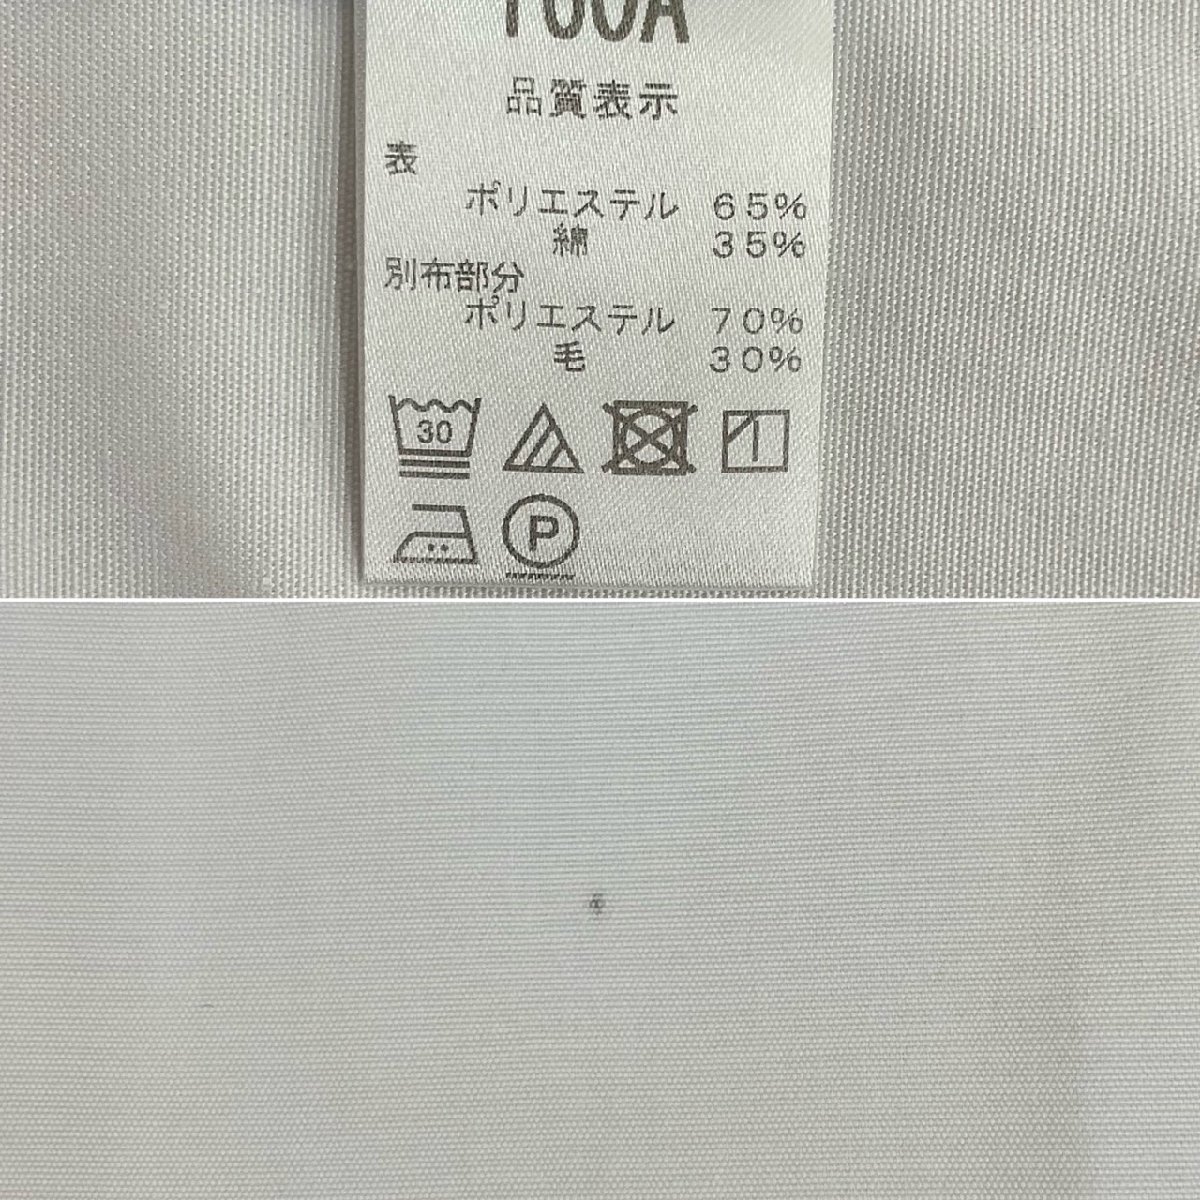 160A
品質表示
表
ポリエステル 65%
綿 35%
別布部分
ポリエステル 70%
毛 30%
30
P